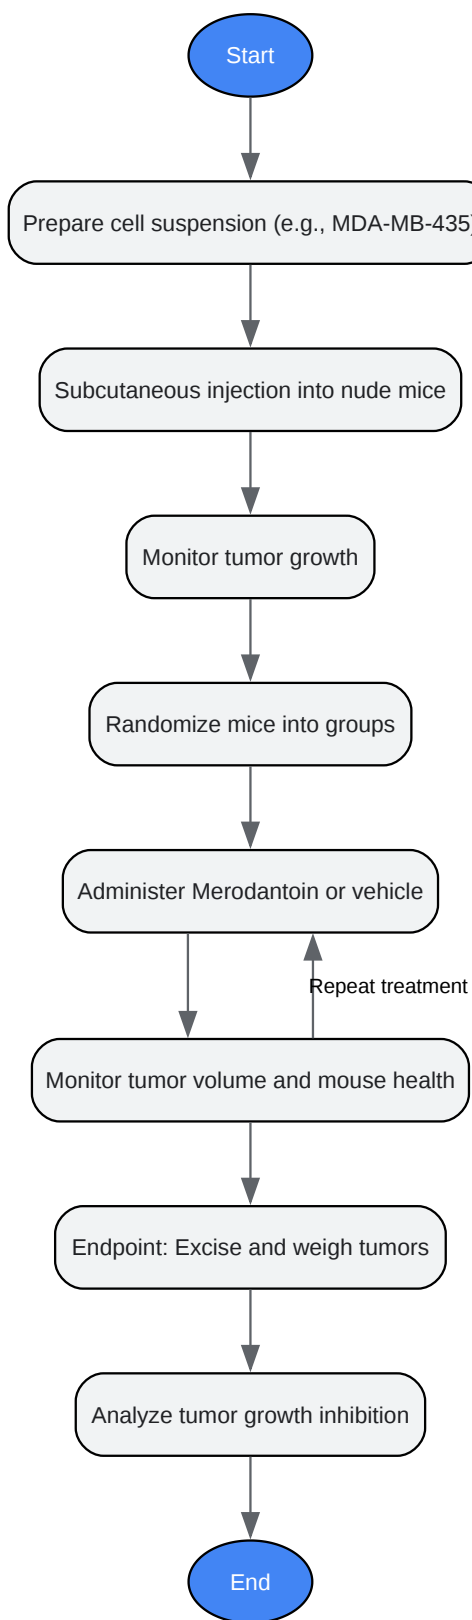 Start
Prepare cell suspension (e.g., MDA-MB-435)
Subcutaneous injection into nude mice
Monitor tumor growth
Randomize mice into groups
Administer Merodantoin or vehicle
Repeat treatment
Monitor tumor volume and mouse health
Endpoint: Excise and weigh tumors
Analyze tumor growth inhibition
End